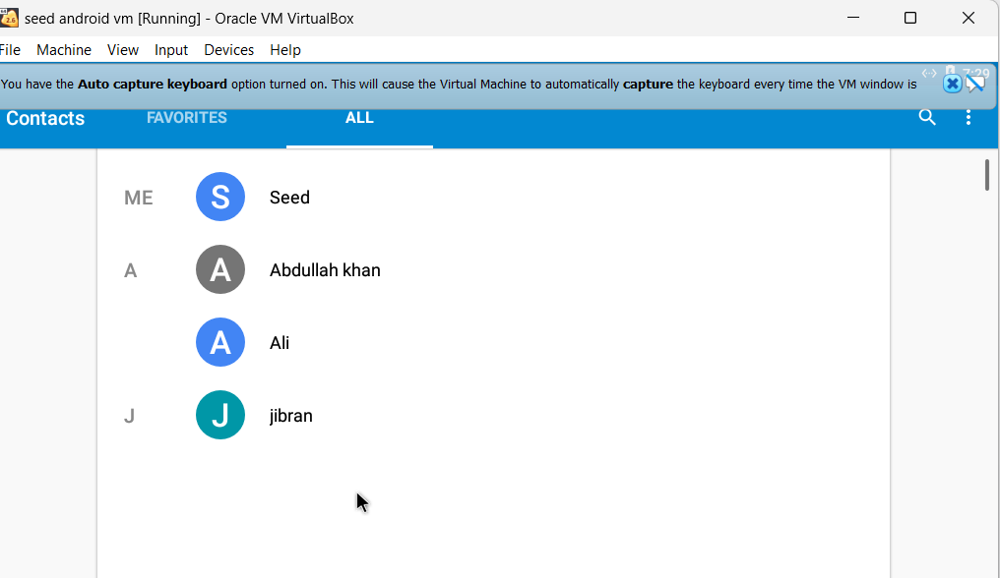 seed android vm [Running] - Oracle VM VirtualBox
File Machine View Input Devices Help
You have the Auto capture keyboard option turned on. This will cause the Virtual Machine to automatically capture the keyboard every time the VM window is
7:29
Contacts FAVORITES ALL
ME S Seed
A A Abdullah khan
A Ali
J J jibran